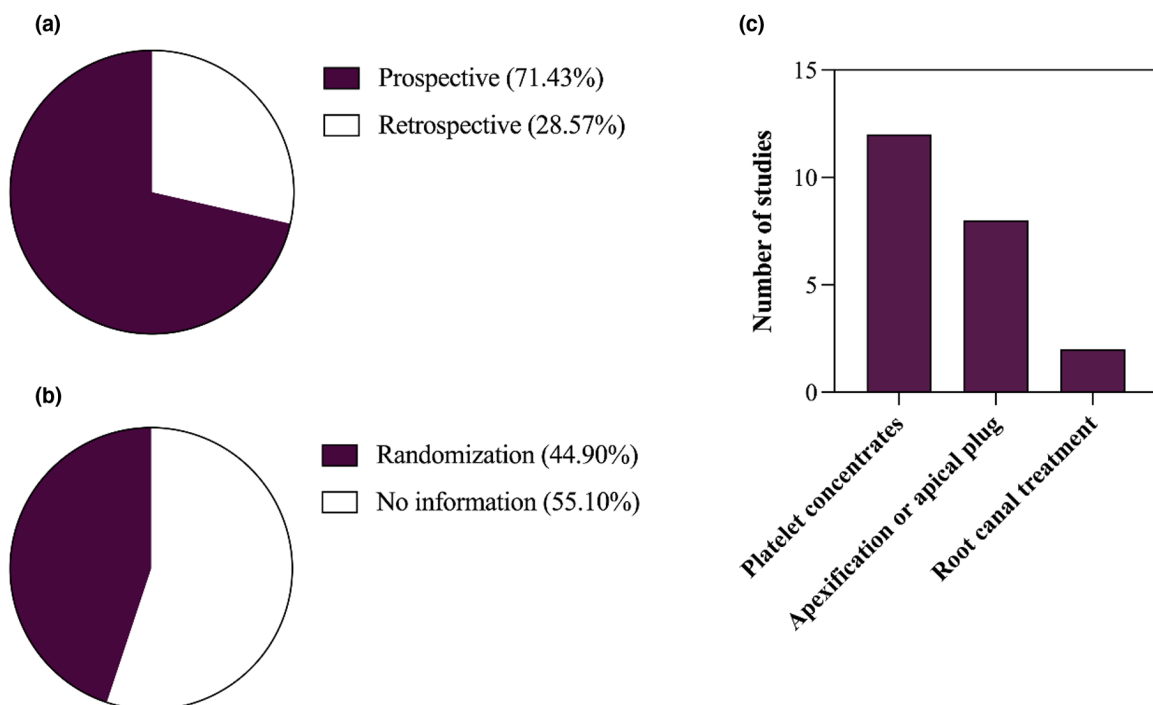 (a)
Prospective (71.43%)
Retrospective (28.57%)
(b)
Randomization (44.90%)
No information (55.10%)
(c)
Number of studies
15
10
5
0
Platelet concentrates
Apexification or apical plug
Root canal treatment